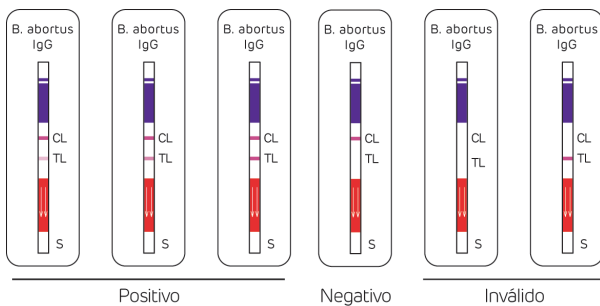 B. abortus
IgG
CL
TL
S
B. abortus
IgG
CL
TL
S
B. abortus
IgG
CL
TL
S
B. abortus
IgG
CL
TL
S
B. abortus
IgG
CL
TL
S
B. abortus
IgG
CL
TL
S
Positivo
Negativo
Inválido